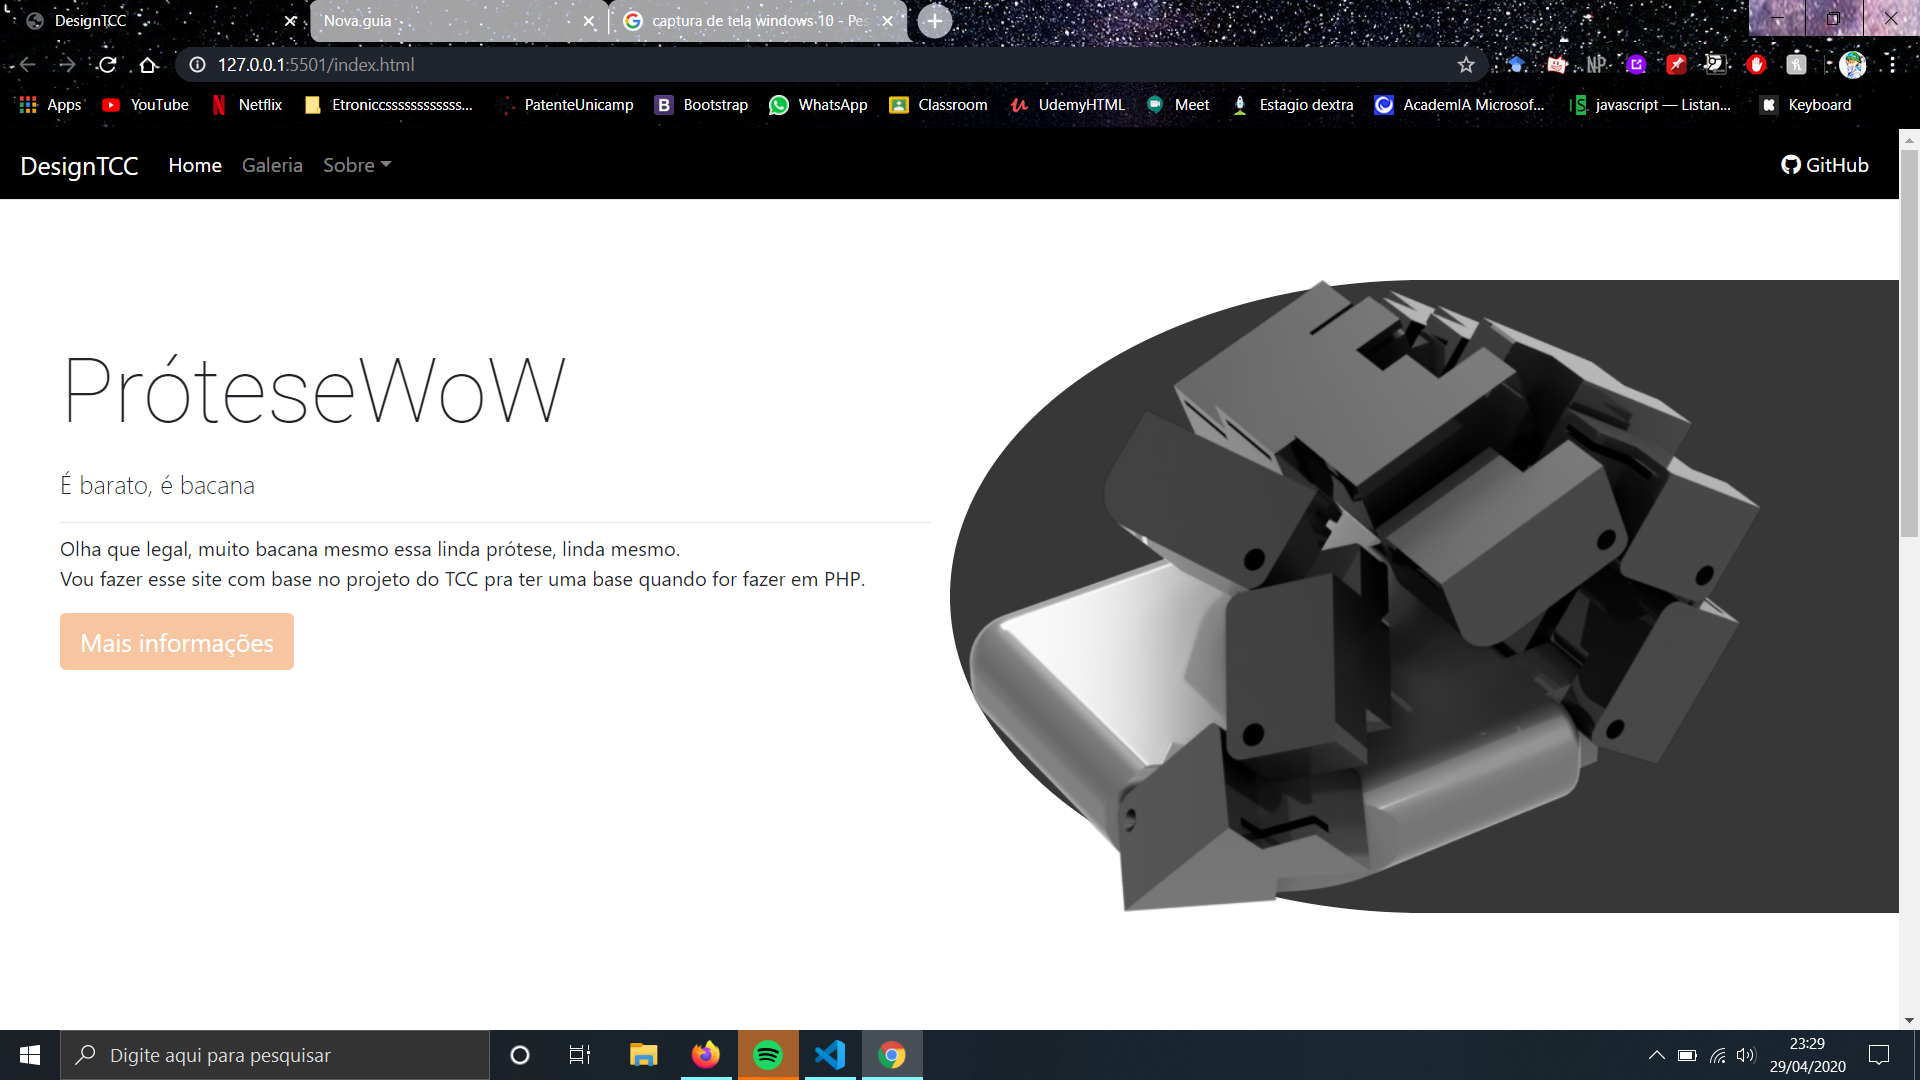 DesignTCC
Nova guia
captura de tela windows 10 - Pes
127.0.0.1:5501/index.html
NP
Apps
YouTube
Netflix
Etroniccsssssssssssss...
PatenteUnicamp
Bootstrap
WhatsApp
Classroom
UdemyHTML
Meet
Estagio dextra
AcademIA Microsof...
javascript — Listan...
Keyboard
DesignTCC
Home
Galeria
Sobre
GitHub
PróteseWoW
É barato, é bacana
Olha que legal, muito bacana mesmo essa linda prótese, linda mesmo.
Vou fazer esse site com base no projeto do TCC pra ter uma base quando for fazer em PHP.
Mais informações
Digite aqui para pesquisar
23:29
29/04/2020